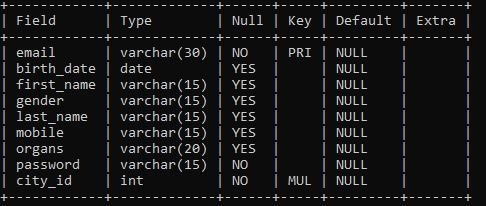 +------------+-------------+------+-----+---------+-------+
| Field      | Type        | Null | Key | Default | Extra |
+------------+-------------+------+-----+---------+-------+
| email      | varchar(30) | NO   | PRI | NULL    |       |
| birth_date | date        | YES  |     | NULL    |       |
| first_name | varchar(15) | YES  |     | NULL    |       |
| gender     | varchar(15) | YES  |     | NULL    |       |
| last_name  | varchar(15) | YES  |     | NULL    |       |
| mobile     | varchar(15) | YES  |     | NULL    |       |
| organs     | varchar(20) | YES  |     | NULL    |       |
| password   | varchar(15) | NO   |     | NULL    |       |
| city_id    | int         | NO   | MUL | NULL    |       |
+------------+-------------+------+-----+---------+-------+